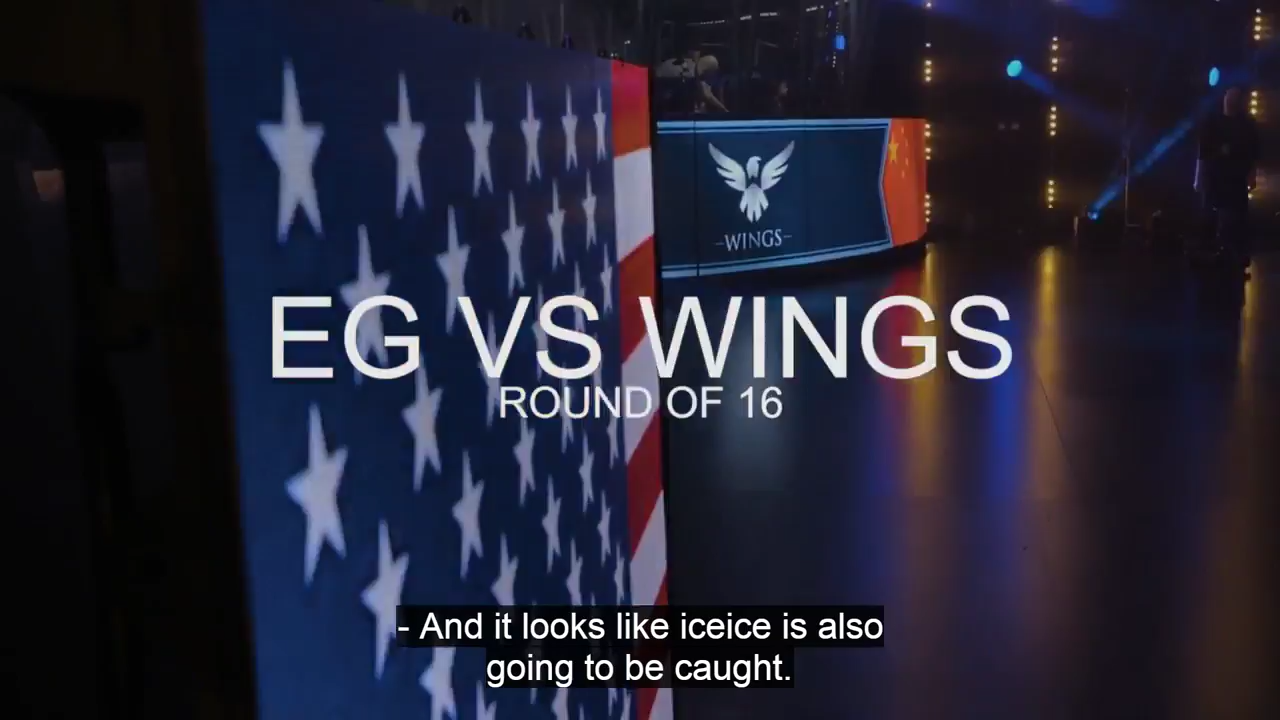 -WINGS-
EG VS WINGS
ROUND OF 16
- And it looks like iceice is also
going to be caught.